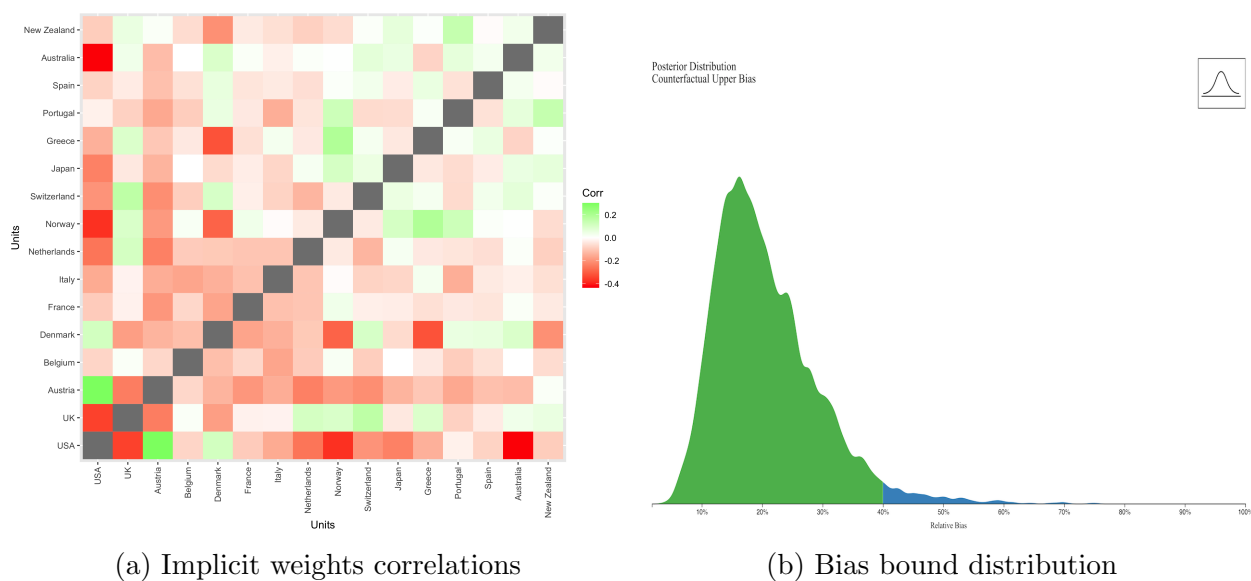 New Zealand
Australia
Spain
Portugal
Greece
Japan
Switzerland
Norway
Netherlands
Italy
France
Denmark
Belgium
Austria
UK
USA
Units
USA
UK
Austria
Belgium
Denmark
France
Italy
Netherlands
Norway
Switzerland
Japan
Greece
Portugal
Spain
Australia
New Zealand
Units
Corr
0.2
0.0
-0.2
-0.4
(a) Implicit weights correlations
Posterior Distribution
Counterfactual Upper Bias
10% 20% 30% 40% 50% 60% 70% 80% 90% 100%
Relative Bias
(b) Bias bound distribution